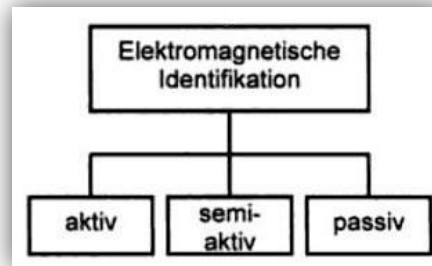 Elektromagnetische
Identifikation
aktiv
semi-
aktiv
passiv